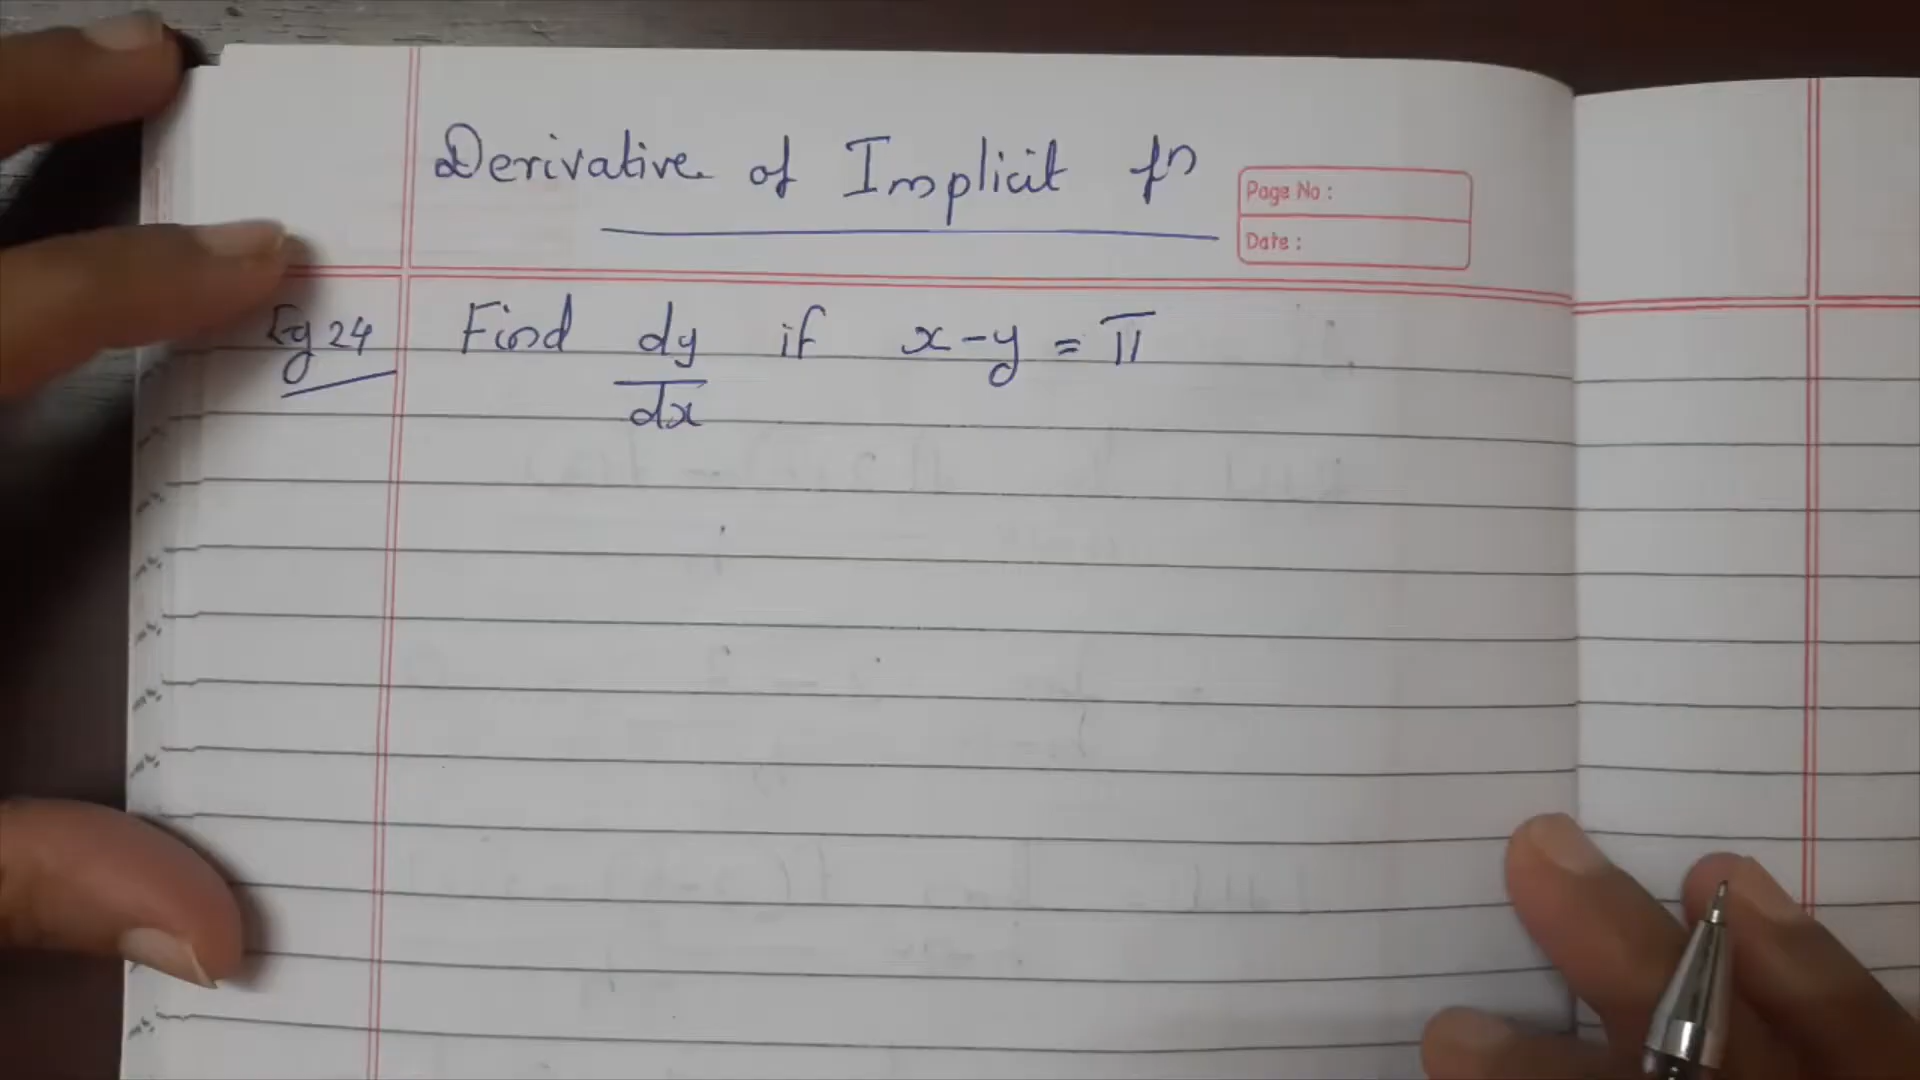 Derivative of Implicit fn
Page No :
Date :
Eg 24 Find dy/dx if x-y = π